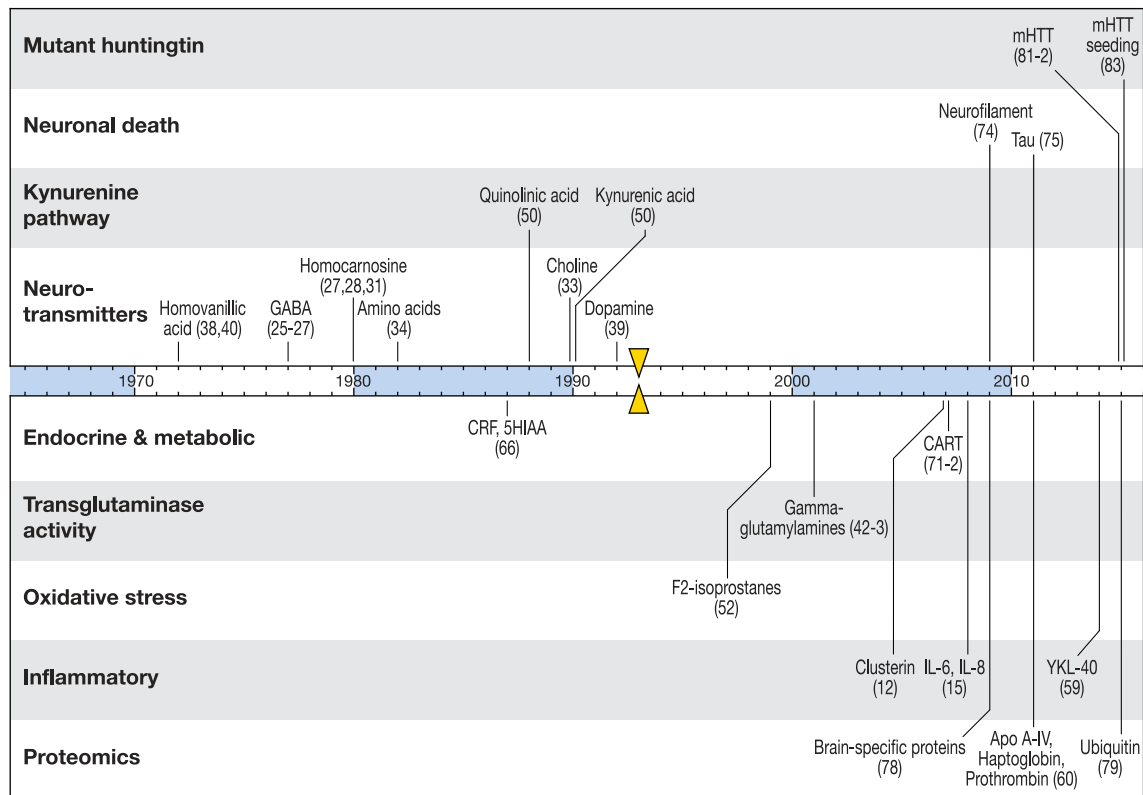 Mutant huntingtin
mHTT
(81-2)
mHTT
seeding
(83)
Neuronal death
Neurofilament
(74)
Tau (75)
Kynurenine
pathway
Quinolinic acid
(50)
Kynurenic acid
(50)
Neuro-
transmitters
Homovanillic
acid (38,40)
GABA
(25-27)
Homocarnosine
(27,28,31)
Amino acids
(34)
Choline
(33)
Dopamine
(39)
1970
1980
1990
2000
2010
Endocrine & metabolic
CRF, 5HIAA
(66)
CART
(71-2)
Transglutaminase
activity
Gamma-
glutamylamines (42-3)
Oxidative stress
F2-isoprostanes
(52)
Inflammatory
Clusterin
(12)
IL-6, IL-8
(15)
YKL-40
(59)
Proteomics
Brain-specific proteins
(78)
Apo A-IV,
Haptoglobin,
Prothrombin (60)
Ubiquitin
(79)